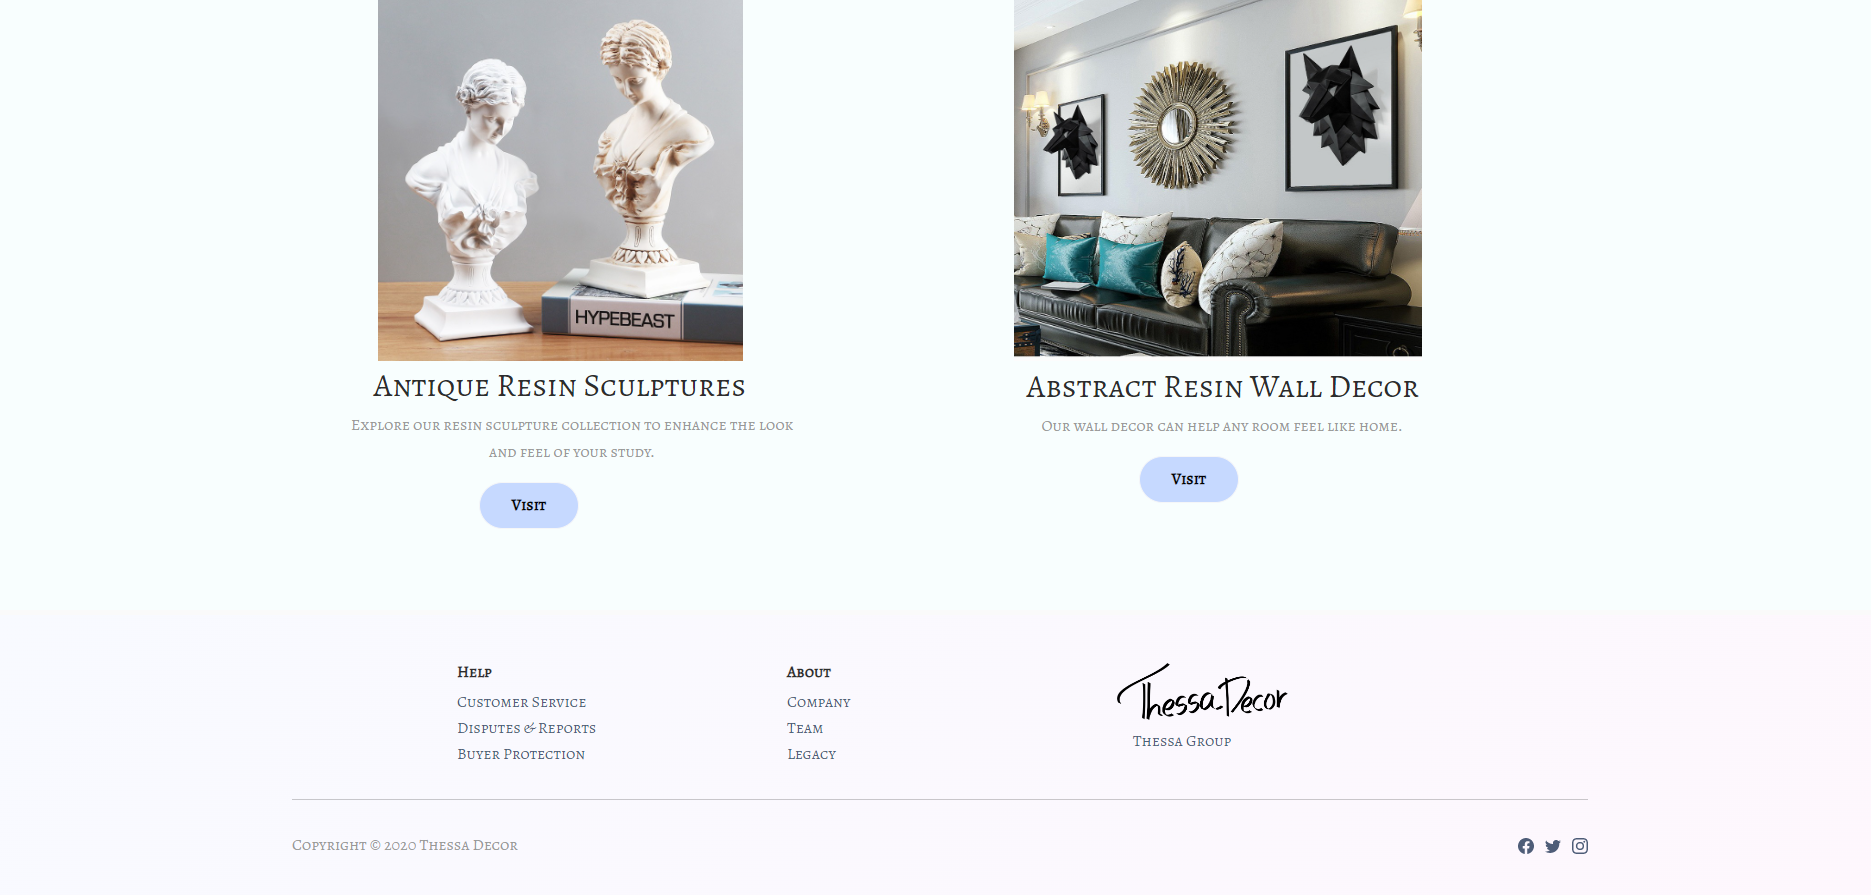 HYPEBEAST
Antique Resin Sculptures
Explore our resin sculpture collection to enhance the look
and feel of your study.
Visit
Abstract Resin Wall Decor
Our wall decor can help any room feel like home.
Visit
Help
Customer Service
Disputes & Reports
Buyer Protection
About
Company
Team
Legacy
Thessa Decor
Thessa Group
Copyright © 2020 Thessa Decor